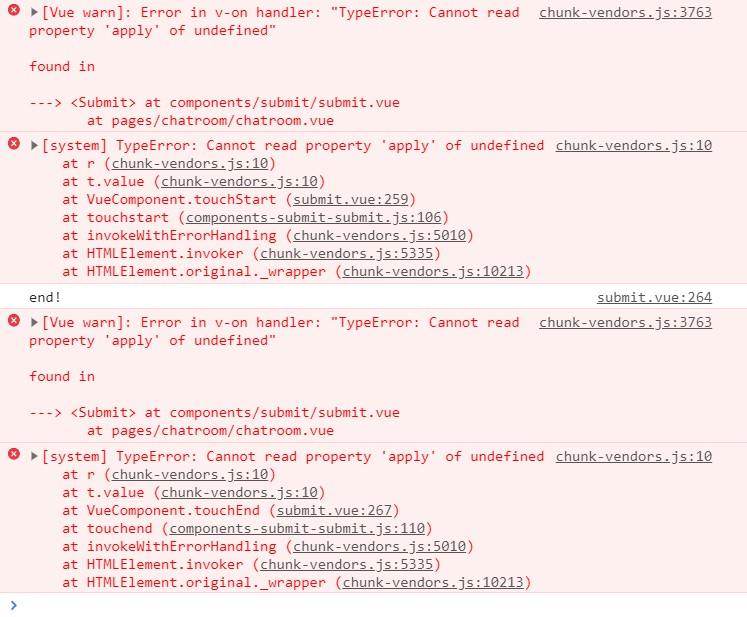 [Vue warn]: Error in v-on handler: "TypeError: Cannot read chunk-vendors.js:3763
property 'apply' of undefined"
found in
---> <Submit> at components/submit/submit.vue
at pages/chatroom/chatroom.vue
[system] TypeError: Cannot read property 'apply' of undefined chunk-vendors.js:10
at r (chunk-vendors.js:10)
at t.value (chunk-vendors.js:10)
at VueComponent.touchStart (submit.vue:259)
at touchstart (components-submit-submit.js:106)
at invokeWithErrorHandling (chunk-vendors.js:5010)
at HTMLElement.invoker (chunk-vendors.js:5335)
at HTMLElement.original._wrapper (chunk-vendors.js:10213)
end! submit.vue:264
[Vue warn]: Error in v-on handler: "TypeError: Cannot read chunk-vendors.js:3763
property 'apply' of undefined"
found in
---> <Submit> at components/submit/submit.vue
at pages/chatroom/chatroom.vue
[system] TypeError: Cannot read property 'apply' of undefined chunk-vendors.js:10
at r (chunk-vendors.js:10)
at t.value (chunk-vendors.js:10)
at VueComponent.touchEnd (submit.vue:267)
at touchend (components-submit-submit.js:110)
at invokeWithErrorHandling (chunk-vendors.js:5010)
at HTMLElement.invoker (chunk-vendors.js:5335)
at HTMLElement.original._wrapper (chunk-vendors.js:10213)